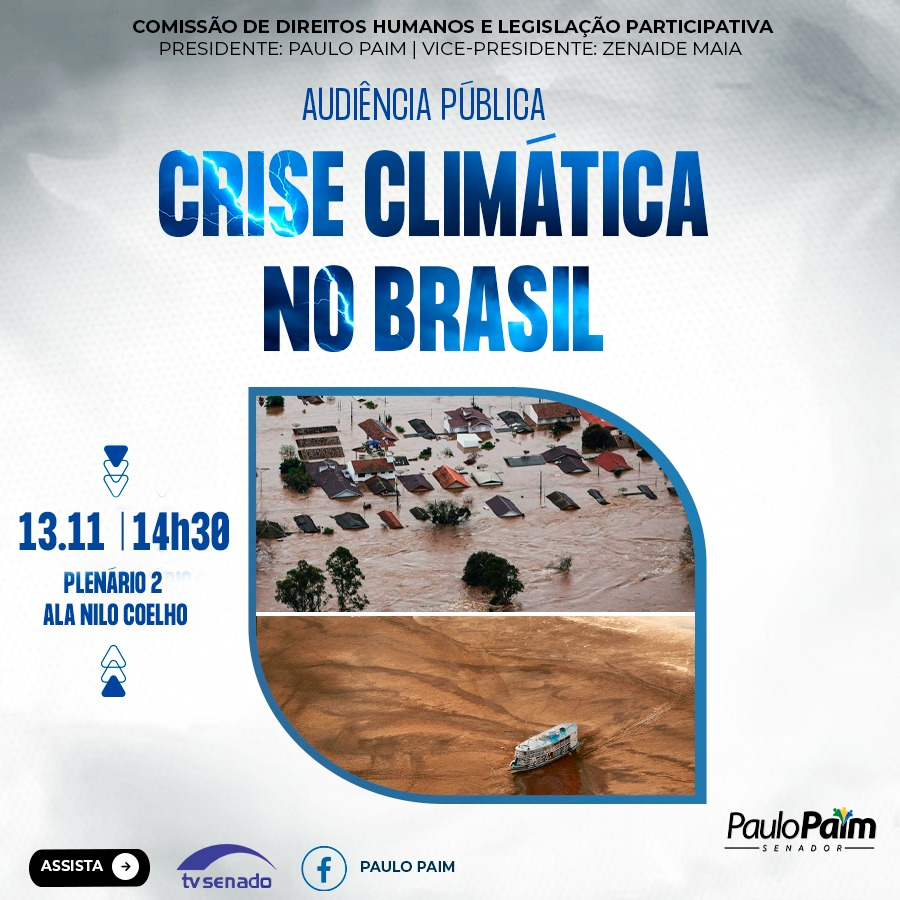 COMISSÃO DE DIREITOS HUMANOS E LEGISLAÇÃO PARTICIPATIVA
PRESIDENTE: PAULO PAIM | VICE-PRESIDENTE: ZENAIDE MAIA
AUDIÊNCIA PÚBLICA
CRISE CLIMÁTICA
NO BRASIL
13.11 | 14h30
PLENÁRIO 2
ALA NILO COELHO
PauloPaim
SENADOR
ASSISTA
tv senado
PAULO PAIM